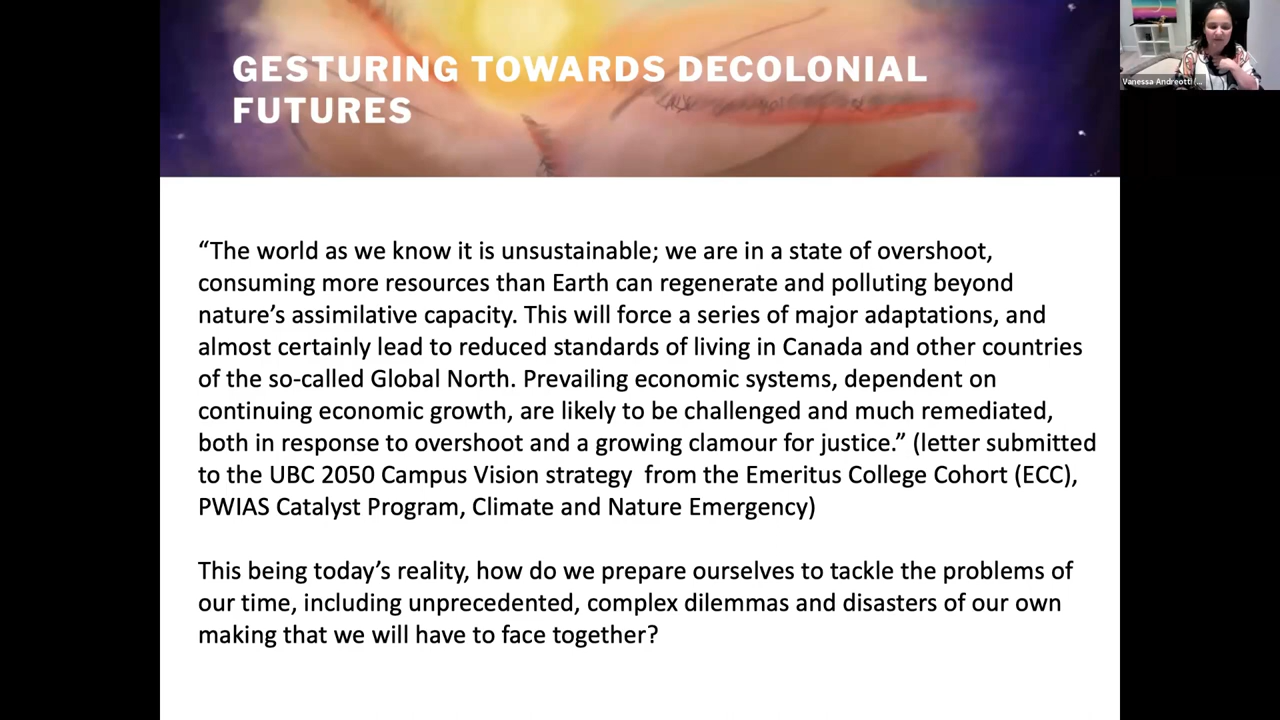 GESTURING TOWARDS DECOLONIAL
FUTURES
Vanessa Andreotti (...
“The world as we know it is unsustainable; we are in a state of overshoot,
consuming more resources than Earth can regenerate and polluting beyond
nature’s assimilative capacity. This will force a series of major adaptations, and
almost certainly lead to reduced standards of living in Canada and other countries
of the so-called Global North. Prevailing economic systems, dependent on
continuing economic growth, are likely to be challenged and much remediated,
both in response to overshoot and a growing clamour for justice.” (letter submitted
to the UBC 2050 Campus Vision strategy  from the Emeritus College Cohort (ECC),
PWIAS Catalyst Program, Climate and Nature Emergency)
This being today’s reality, how do we prepare ourselves to tackle the problems of
our time, including unprecedented, complex dilemmas and disasters of our own
making that we will have to face together?